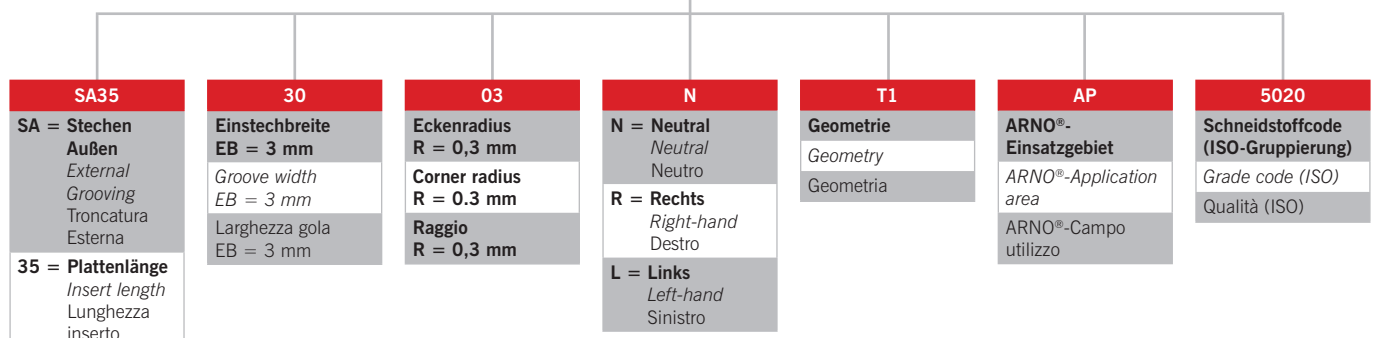 SA35
SA = Stechen
Außen
External
Grooving
Troncatura
Esterna
35 = Plattenlänge
Insert length
Lunghezza
inserto
30
Einstechbreite
EB = 3 mm
Groove width
EB = 3 mm
Larghezza gola
EB = 3 mm
03
Eckenradius
R = 0,3 mm
Corner radius
R = 0.3 mm
Raggio
R = 0,3 mm
N
N = Neutral
Neutral
Neutro
R = Rechts
Right-hand
Destro
L = Links
Left-hand
Sinistro
T1
Geometrie
Geometry
Geometria
AP
ARNO®-
Einsatzgebiet
ARNO®-Application
area
ARNO®-Campo
utilizzo
5020
Schneidstoffcode
(ISO-Gruppierung)
Grade code (ISO)
Qualità (ISO)